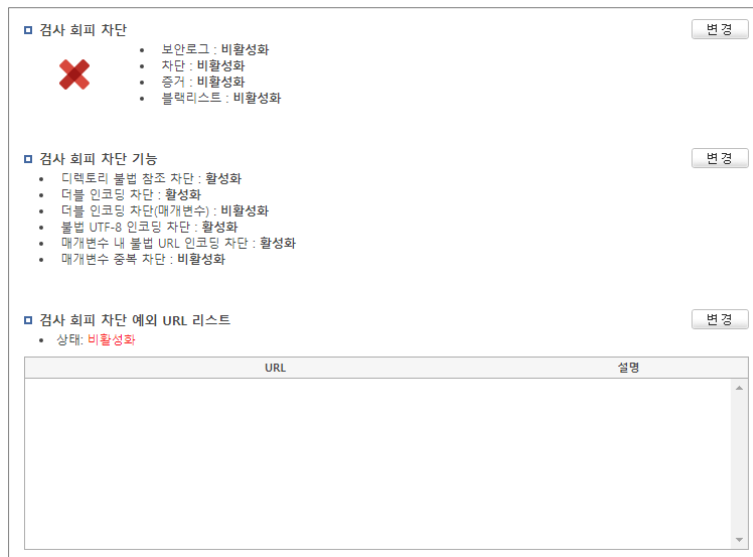 검사 회피 차단
변경
• 보안로그 : 비활성화
• 차단 : 비활성화
• 증거 : 비활성화
• 블랙리스트 : 비활성화
검사 회피 차단 기능
변경
• 디렉토리 불법 참조 차단 : 활성화
• 더블 인코딩 차단 : 활성화
• 더블 인코딩 차단(매개변수) : 비활성화
• 불법 UTF-8 인코딩 차단 : 활성화
• 매개변수 내 불법 URL 인코딩 차단 : 활성화
• 매개변수 중복 차단 : 비활성화
검사 회피 차단 예외 URL 리스트
변경
• 상태: 비활성화
URL 설명